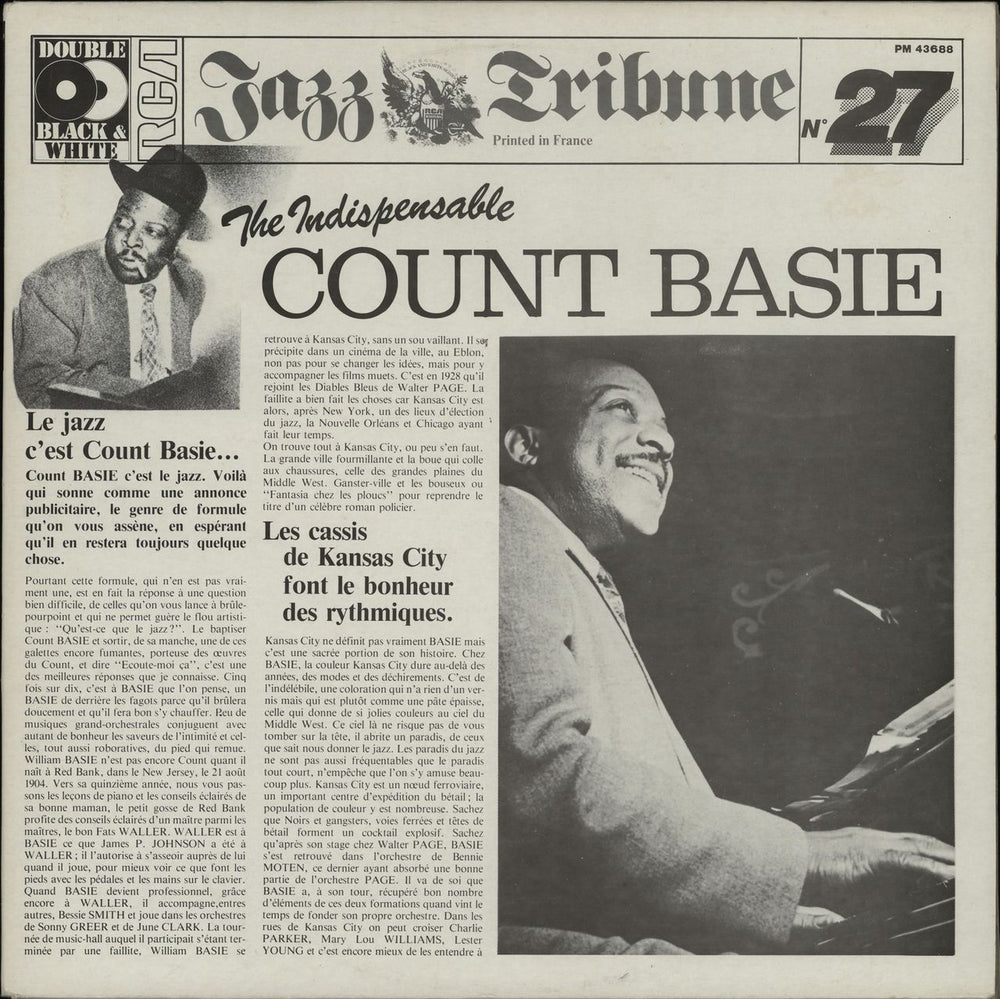 DOUBLE
BLACK &
WHITE
RCA
Jazz Tribune
Printed in France
PM 43688
N° 27
The Indispensable
COUNT BASIE
Le jazz
c'est Count Basie...
Count BASIE c'est le jazz. Voilà
qui sonne comme une annonce
publicitaire, le genre de formule
qu'on vous assène, en espérant
qu'il en restera toujours quelque
chose.
Pourtant cette formule, qui n'en est pas vrai-
ment une, est en fait la réponse à une question
bien difficile, de celles qu'on vous lance à brûle-
pourpoint et qui ne permet guère le flou artisti-
que : "Qu'est-ce que le jazz?". Le baptiser
Count BASIE et sortir, de sa manche, une de ces
galettes encore fumantes, porteuse des œuvres
du Count, et dire "Ecoute-moi ça", c'est une
des meilleures réponses que je connaisse. Cinq
fois sur dix, c'est à BASIE que l'on pense, un
BASIE de derrière les fagots parce qu'il brûlera
doucement et qu'il fera bon s'y chauffer. Peu de
musiques grand-orchestrales conjuguent avec
autant de bonheur les saveurs de l'intimité et cel-
les, tout aussi roboratives, du pied qui remue.
William BASIE n'est pas encore Count quant il
naît à Red Bank, dans le New Jersey, le 21 août
1904. Vers sa quinzième année, nous vous pas-
sons les leçons de piano et les conseils éclairés de
sa bonne maman, le petit gosse de Red Bank
profite des conseils éclairés d'un maître parmi les
maîtres, le bon Fats WALLER. WALLER est à
BASIE ce que James P. JOHNSON a été à
WALLER ; il l'autorise à s'asseoir auprès de lui
quand il joue, pour mieux voir ce que font les
pieds avec les pédales et les mains sur le clavier.
Quand BASIE devient professionnel, grâce
encore à WALLER, il accompagne,entres
autres, Bessie SMITH et joue dans les orchestres
de Sonny GREER et de June CLARK. La tour-
née de music-hall auquel il participait s'étant ter-
minée par une faillite, William BASIE se
retrouve à Kansas City, sans un sou vaillant. Il se
précipite dans un cinéma de la ville, au Eblon,
non pas pour se changer les idées, mais pour y
accompagner les films muets. C'est en 1928 qu'il
rejoint les Diables Bleus de Walter PAGE. La
faillite a bien fait les choses car Kansas City est
alors, après New York, un des lieux d'élection
du jazz, la Nouvelle Orléans et Chicago ayant
fait leur temps.
On trouve tout à Kansas City, ou peu s'en faut.
La grande ville fourmillante et la boue qui colle
aux chaussures, celle des grandes plaines du
Middle West. Ganster-ville et les bouseux ou
"Fantasia chez les ploucs" pour reprendre le
titre d'un célèbre roman policier.
Les cassis
de Kansas City
font le bonheur
des rythmiques.
Kansas City ne définit pas vraiment BASIE mais
c'est une sacrée portion de son histoire. Chez
BASIE, la couleur Kansas City dure au-delà des
années, des modes et des déchirements. C'est de
l'indélébile, une coloration qui n'a rien d'un ver-
nis mais qui est plutôt comme une pâte épaisse,
celle qui donne de si jolies couleurs au ciel du
Middle West. Ce ciel là ne risque pas de vous
tomber sur la tête, il abrite un paradis, de ceux
que sait nous donner le jazz. Les paradis du jazz
ne sont pas aussi fréquentables que le paradis
tout court, n'empêche que l'on s'y amuse beau-
coup plus. Kansas City est un nœud ferroviaire,
un important centre d'expédition du bétail ; la
population de couleur y est nombreuse. Sachez
que Noirs et gangsters, voies ferrées et têtes de
bétail forment un cocktail explosif. Sachez
qu'après son stage chez Walter PAGE, BASIE
s'est retrouvé dans l'orchestre de Bennie
MOTEN, ce dernier ayant absorbé une bonne
partie de l'orchestre PAGE. Il va de soi que
BASIE a, à son tour, récupéré bon nombre
d'éléments de ces deux formations quand vint le
temps de fonder son propre orchestre. Dans les
rues de Kansas City on peut croiser Charlie
PARKER, Mary Lou WILLIAMS, Lester
YOUNG et c'est encore mieux de les entendre à